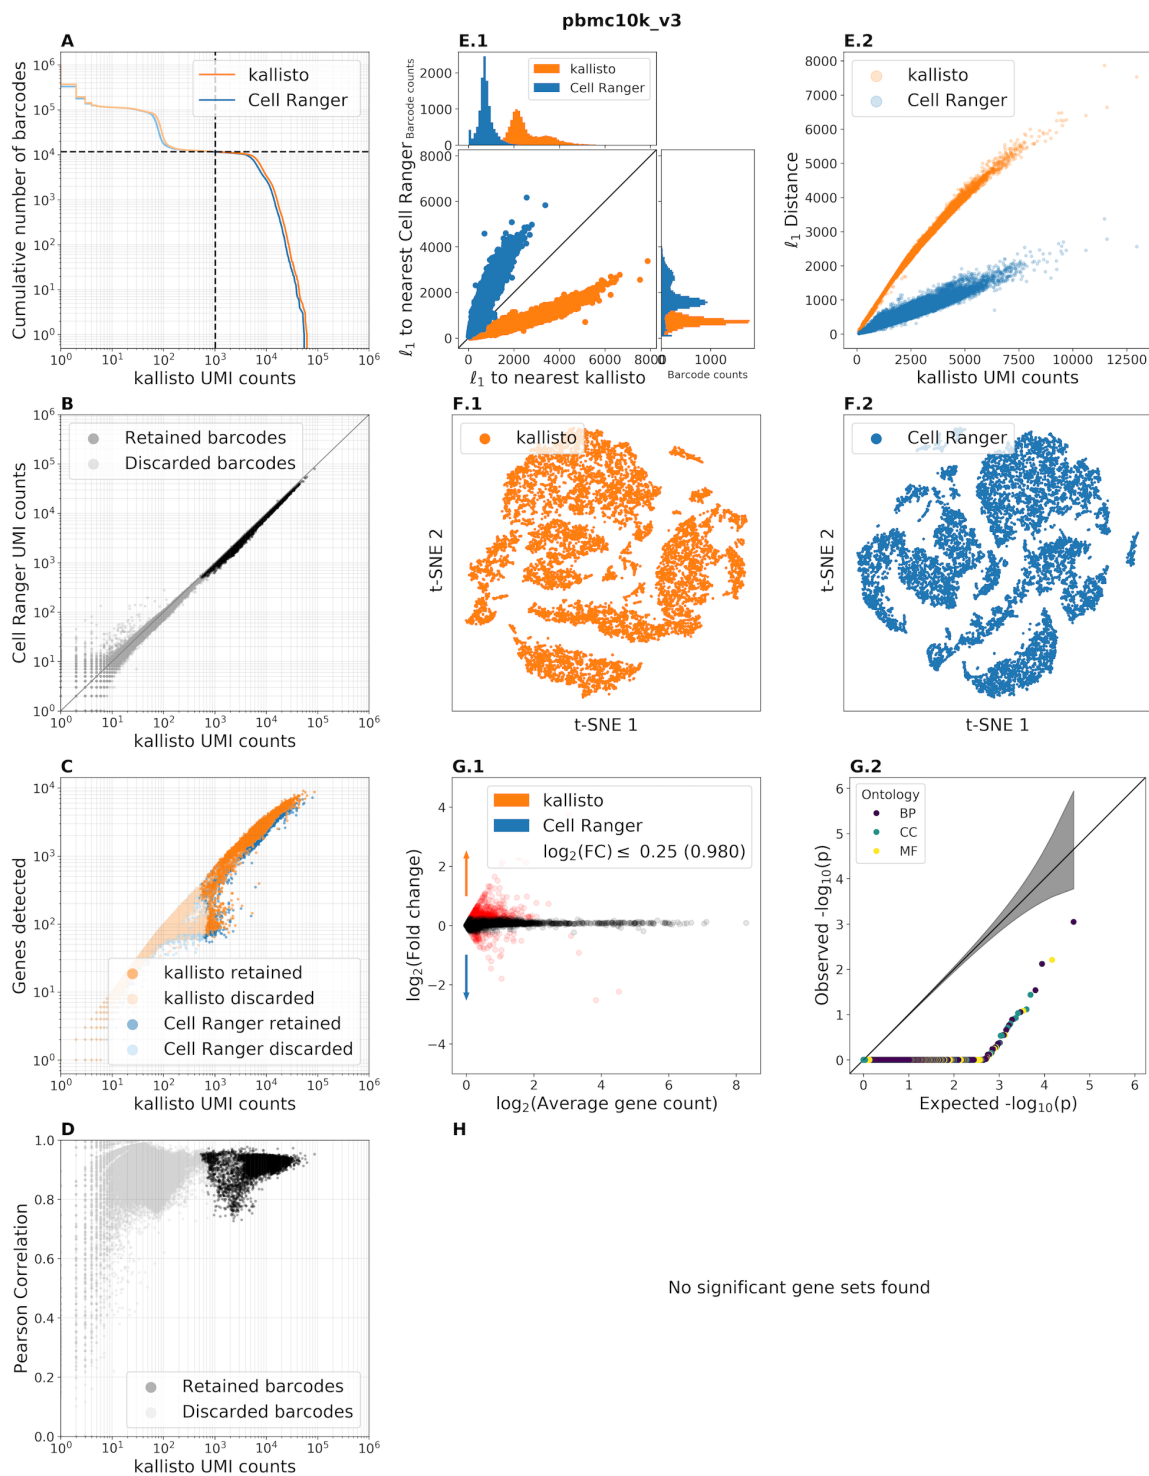 pbmc10k_v3
A
Cumulative number of barcodes
10⁶
10⁵
10⁴
10³
10²
10¹
10⁰
kallisto
Cell Ranger
10⁰ 10¹ 10² 10³ 10⁴ 10⁵ 10⁶
kallisto UMI counts
E.1
Barcode counts
2000
1000
0
kallisto
Cell Ranger
ℓ₁ to nearest Cell Ranger
8000
6000
4000
2000
0
0 2000 4000 6000 8000
ℓ₁ to nearest kallisto
0 1000
Barcode counts
E.2
ℓ₁ Distance
8000
7000
6000
5000
4000
3000
2000
1000
0
kallisto
Cell Ranger
0 25000 50000 75000 100000 125000
kallisto UMI counts
B
Cell Ranger UMI counts
10⁶
10⁵
10⁴
10³
10²
10¹
10⁰
Retained barcodes
Discarded barcodes
10⁰ 10¹ 10² 10³ 10⁴ 10⁵ 10⁶
kallisto UMI counts
F.1
kallisto
t-SNE 2
t-SNE 1
F.2
Cell Ranger
t-SNE 2
t-SNE 1
C
Genes detected
10⁴
10³
10²
10¹
10⁰
kallisto retained
kallisto discarded
Cell Ranger retained
Cell Ranger discarded
10⁰ 10¹ 10² 10³ 10⁴ 10⁵ 10⁶
kallisto UMI counts
G.1
log₂(Fold change)
4
2
0
−2
−4
kallisto
Cell Ranger
log₂(FC) ≤ 0.25 (0.980)
0 2 4 6 8
log₂(Average gene count)
G.2
Observed -log₁₀(p)
6
5
4
3
2
1
0
Ontology
BP
CC
MF
0 1 2 3 4 5 6
Expected -log₁₀(p)
D
Pearson Correlation
1.0
0.8
0.6
0.4
0.2
0.0
Retained barcodes
Discarded barcodes
10⁰ 10¹ 10² 10³ 10⁴ 10⁵ 10⁶
kallisto UMI counts
H
No significant gene sets found